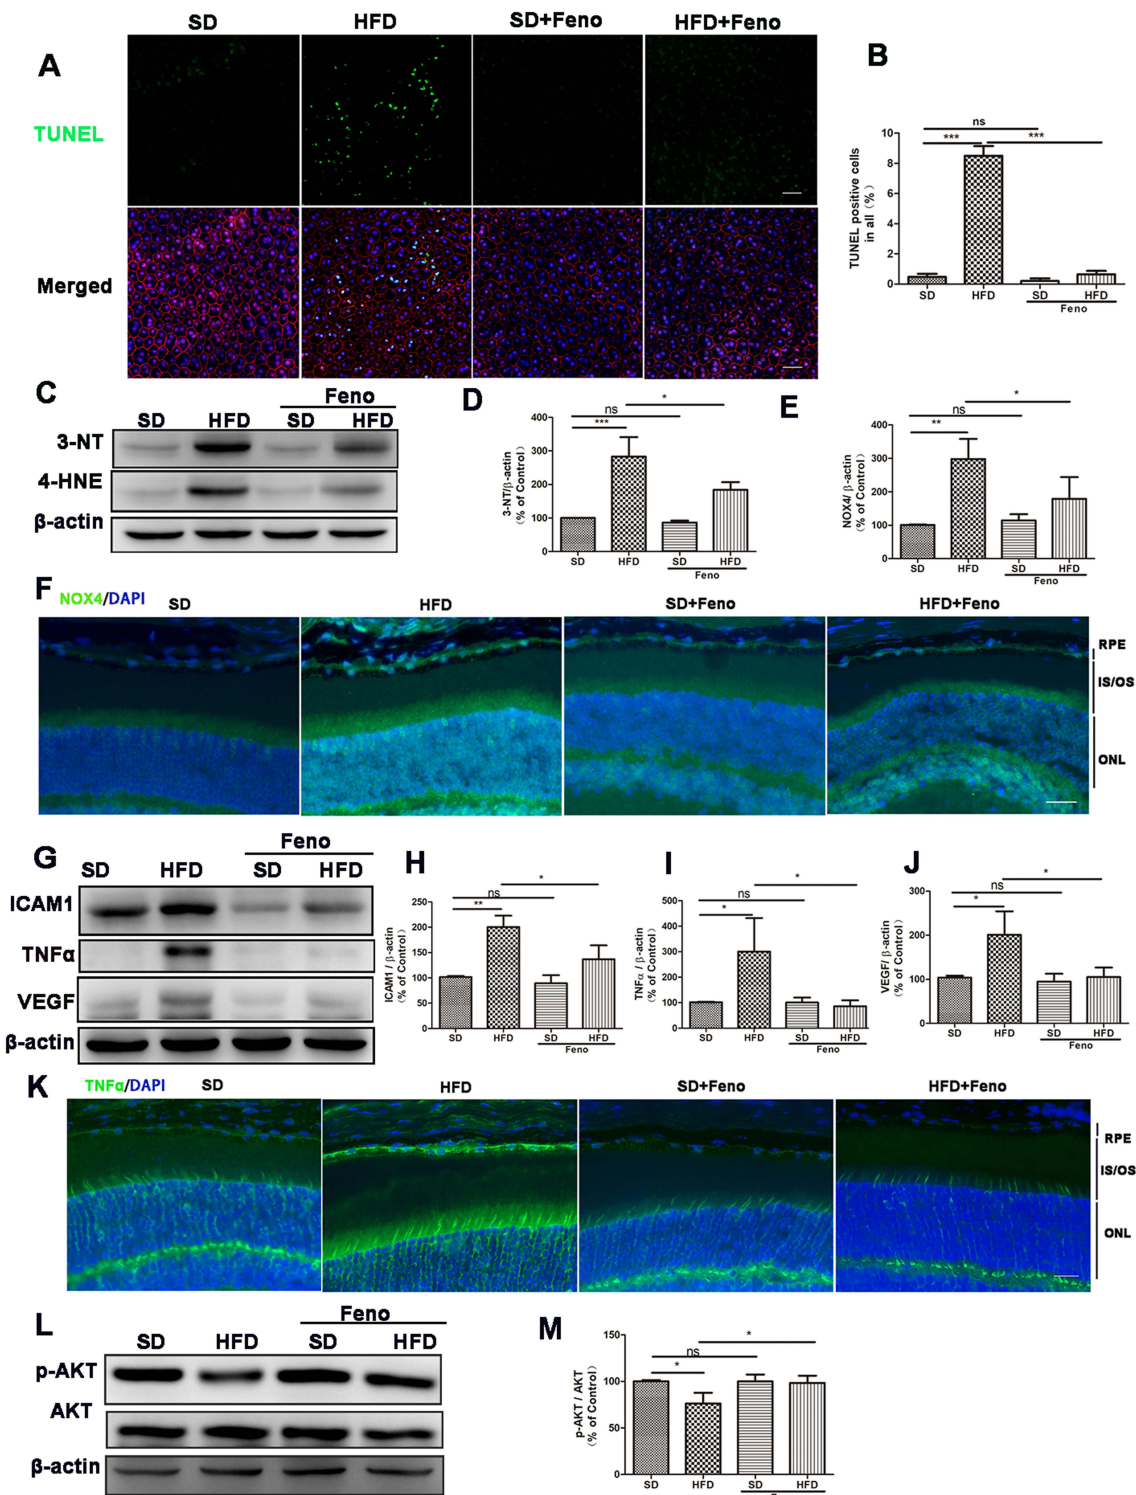 SD HFD SD+Feno HFD+Feno
A
TUNEL
Merged
B
TUNEL positive cells
in all (%)
10
8
6
4
2
0
ns
*** ***
SD HFD SD HFD
Feno
C
Feno
SD HFD SD HFD
3-NT
4-HNE
β-actin
D
3-NT/β-actin
(% of Control)
400
300
200
100
0
*
ns
***
SD HFD SD HFD
Feno
E
NOX4/ β-actin
(% of Control)
400
300
200
100
0
*
ns
**
SD HFD SD HFD
Feno
F
NOX4/DAPI SD HFD SD+Feno HFD+Feno
RPE
IS/OS
ONL
G
Feno
SD HFD SD HFD
ICAM1
TNFα
VEGF
β-actin
H
ICAM1 / β-actin
(% of Control)
250
200
150
100
50
0
*
ns
**
SD HFD SD HFD
Feno
I
TNFα / β-actin
(% of Control)
500
400
300
200
100
0
*
ns
*
SD HFD SD HFD
Feno
J
VEGF/ β-actin
(% of Control)
300
200
100
0
*
ns
*
SD HFD SD HFD
Feno
K
TNFα/DAPI SD HFD SD+Feno HFD+Feno
RPE
IS/OS
ONL
L
Feno
SD HFD SD HFD
p-AKT
AKT
β-actin
M
p-AKT / AKT
(% of Control)
150
100
50
0
*
ns
*
SD HFD SD HFD